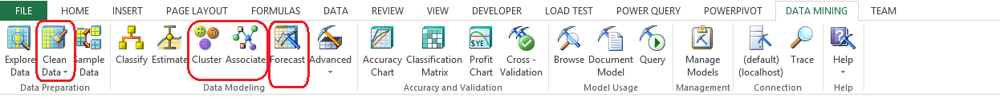 FILE HOME INSERT PAGE LAYOUT FORMULAS DATA REVIEW VIEW DEVELOPER LOAD TEST POWER QUERY POWERPIVOT DATA MINING TEAM
$YE
Explore Clean Sample Classify Estimate Cluster Associate Forecast Advanced Accuracy Classification Profit Cross - Browse Document Query Manage (default) Trace Help
Data Data Data Chart Matrix Chart Validation Model Models (localhost)
Data Preparation Data Modeling Accuracy and Validation Model Usage Management Connection Help